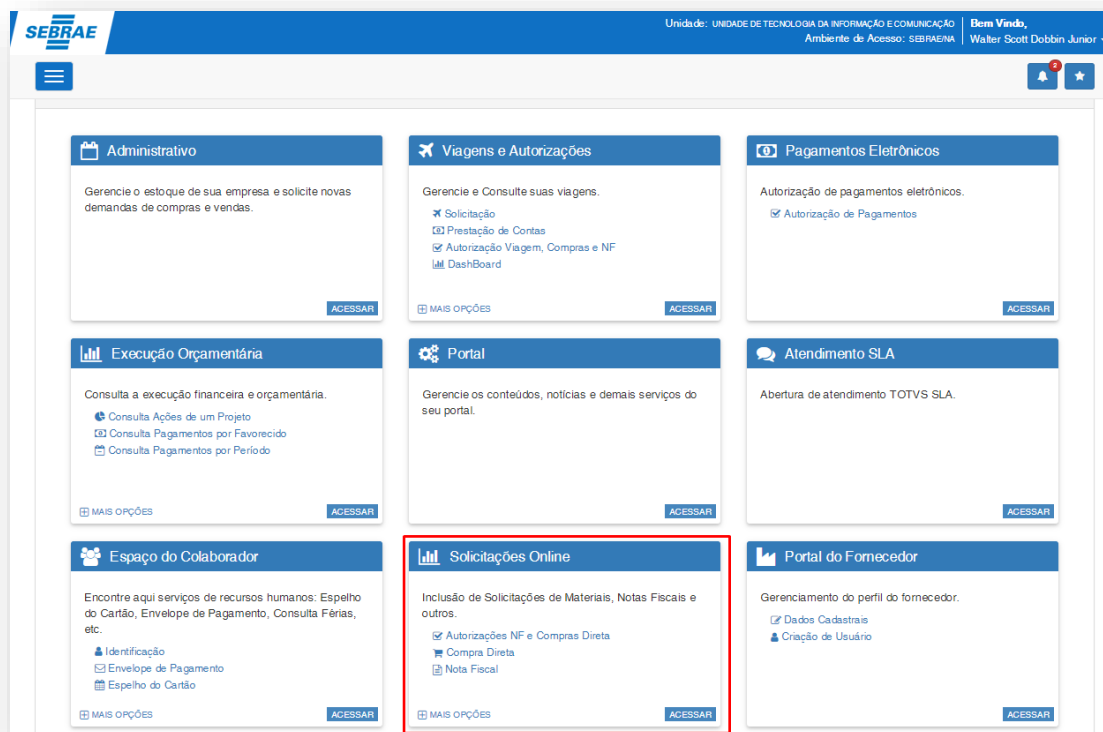 SEBRAE
Unidade: UNIDADE DE TECNOLOGIA DA INFORMAÇÃO E COMUNICAÇÃO
Ambiente de Acesso: SEBRAE/NA
Bem Vindo,
Walter Scott Dobbin Junior
2
Administrativo
Gerencie o estoque de sua empresa e solicite novas
demandas de compras e vendas.
ACESSAR
Viagens e Autorizações
Gerencie e Consulte suas viagens.
Solicitação
Prestação de Contas
Autorização Viagem, Compras e NF
DashBoard
MAIS OPÇÕES
ACESSAR
Pagamentos Eletrônicos
Autorização de pagamentos eletrônicos.
Autorização de Pagamentos
ACESSAR
Execução Orçamentária
Consulta a execução financeira e orçamentária.
Consulta Ações de um Projeto
Consulta Pagamentos por Favorecido
Consulta Pagamentos por Período
MAIS OPÇÕES
ACESSAR
Portal
Gerencie os conteúdos, notícias e demais serviços do
seu portal.
ACESSAR
Atendimento SLA
Abertura de atendimento TOTVS SLA.
ACESSAR
Espaço do Colaborador
Encontre aqui serviços de recursos humanos: Espelho
do Cartão, Envelope de Pagamento, Consulta Férias,
etc.
Identificação
Envelope de Pagamento
Espelho do Cartão
MAIS OPÇÕES
ACESSAR
Solicitações Online
Inclusão de Solicitações de Materiais, Notas Fiscais e
outros.
Autorizações NF e Compras Direta
Compra Direta
Nota Fiscal
MAIS OPÇÕES
ACESSAR
Portal do Fornecedor
Gerenciamento do perfil do fornecedor.
Dados Cadastrais
Criação de Usuário
ACESSAR